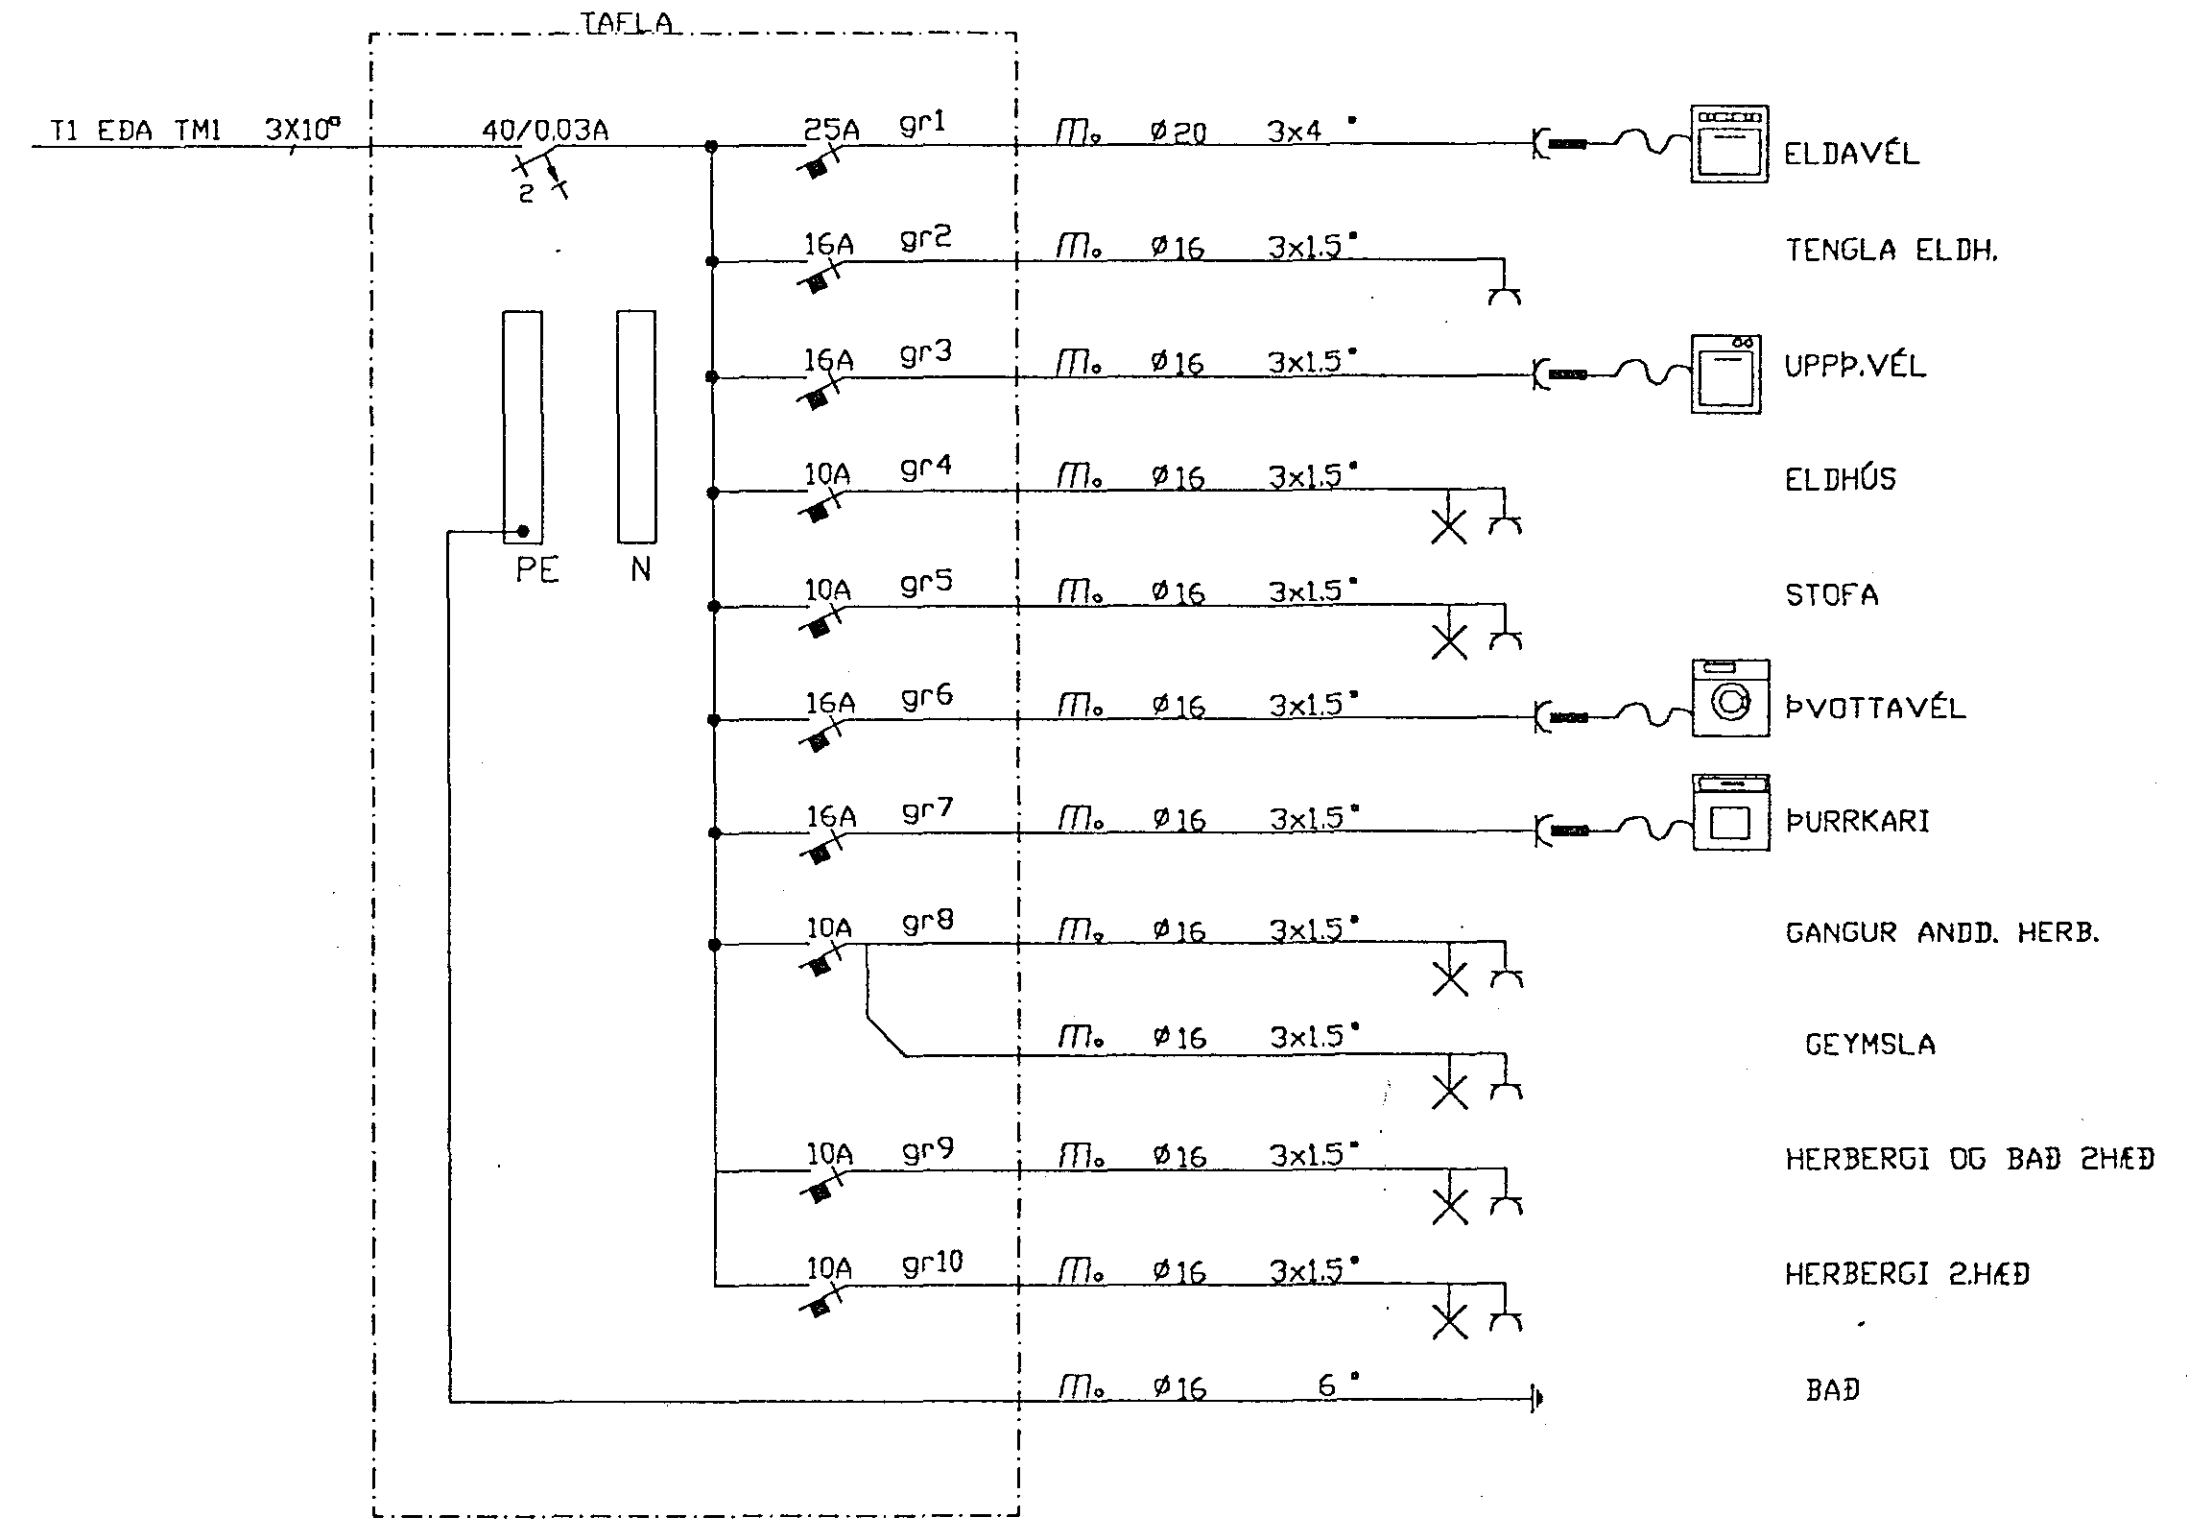 TAFLA
T1 EÐA TM1 3X10▫ 40/0,03A 25A gr1 m. ø20 3x4▫ ELDAVÉL
2
16A gr2 m. ø16 3x1.5▫ TENGLA ELDH.
16A gr3 m. ø16 3x1.5▫ UPPÞ.VÉL
10A gr4 m. ø16 3x1.5▫ ELDHÚS
PE N
10A gr5 m. ø16 3x1.5▫ STOFA
16A gr6 m. ø16 3x1.5▫ ÞVOTTAVÉL
16A gr7 m. ø16 3x1.5▫ ÞURRKARI
10A gr8 m. ø16 3x1.5▫ GANGUR ANDD. HERB.
m. ø16 3x1.5▫ GEYMSLA
10A gr9 m. ø16 3x1.5▫ HERBERGI OG BAÐ 2HÆÐ
10A gr10 m. ø16 3x1.5▫ HERBERGI 2.HÆÐ
m. ø16 6▫ BAÐ